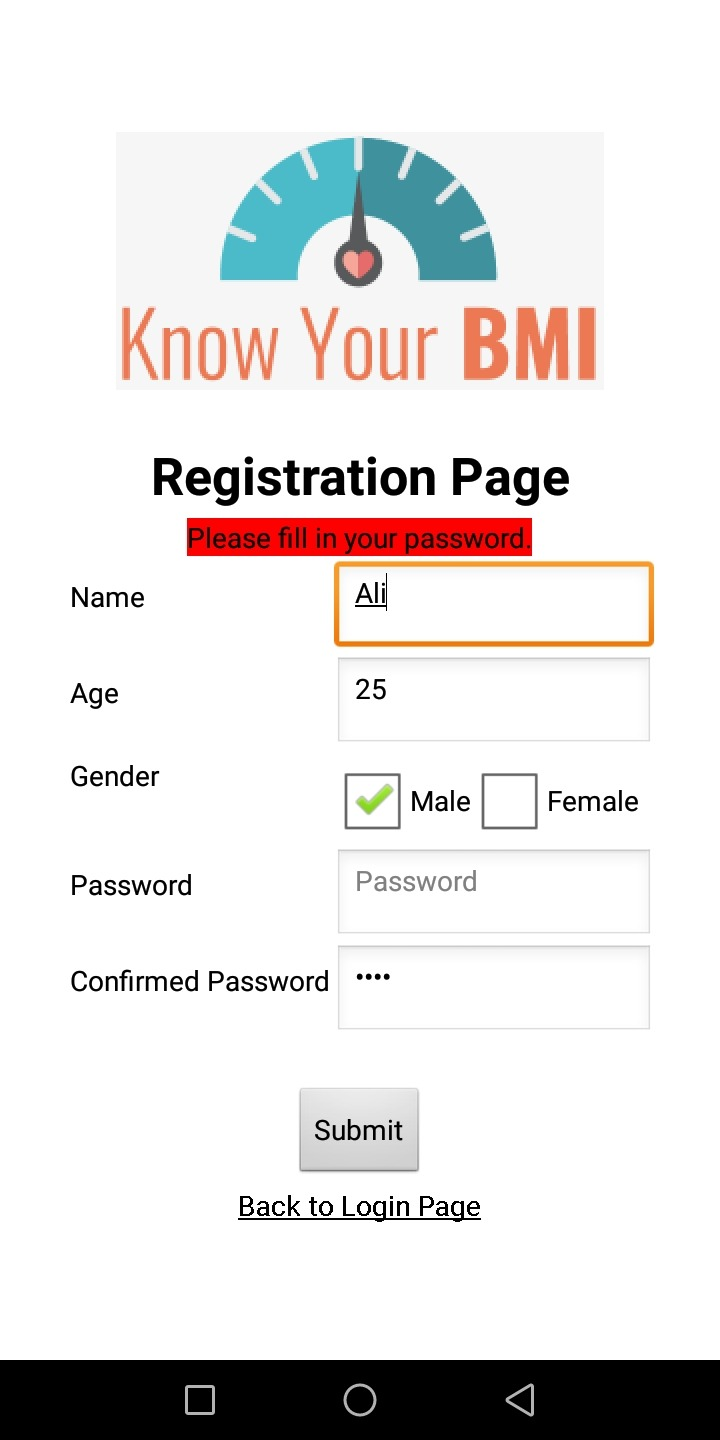 Know Your BMI
Registration Page
Please fill in your password.
Name
Ali
Age
25
Gender
Male
Female
Password
Password
Confirmed Password
••••
Submit
Back to Login Page